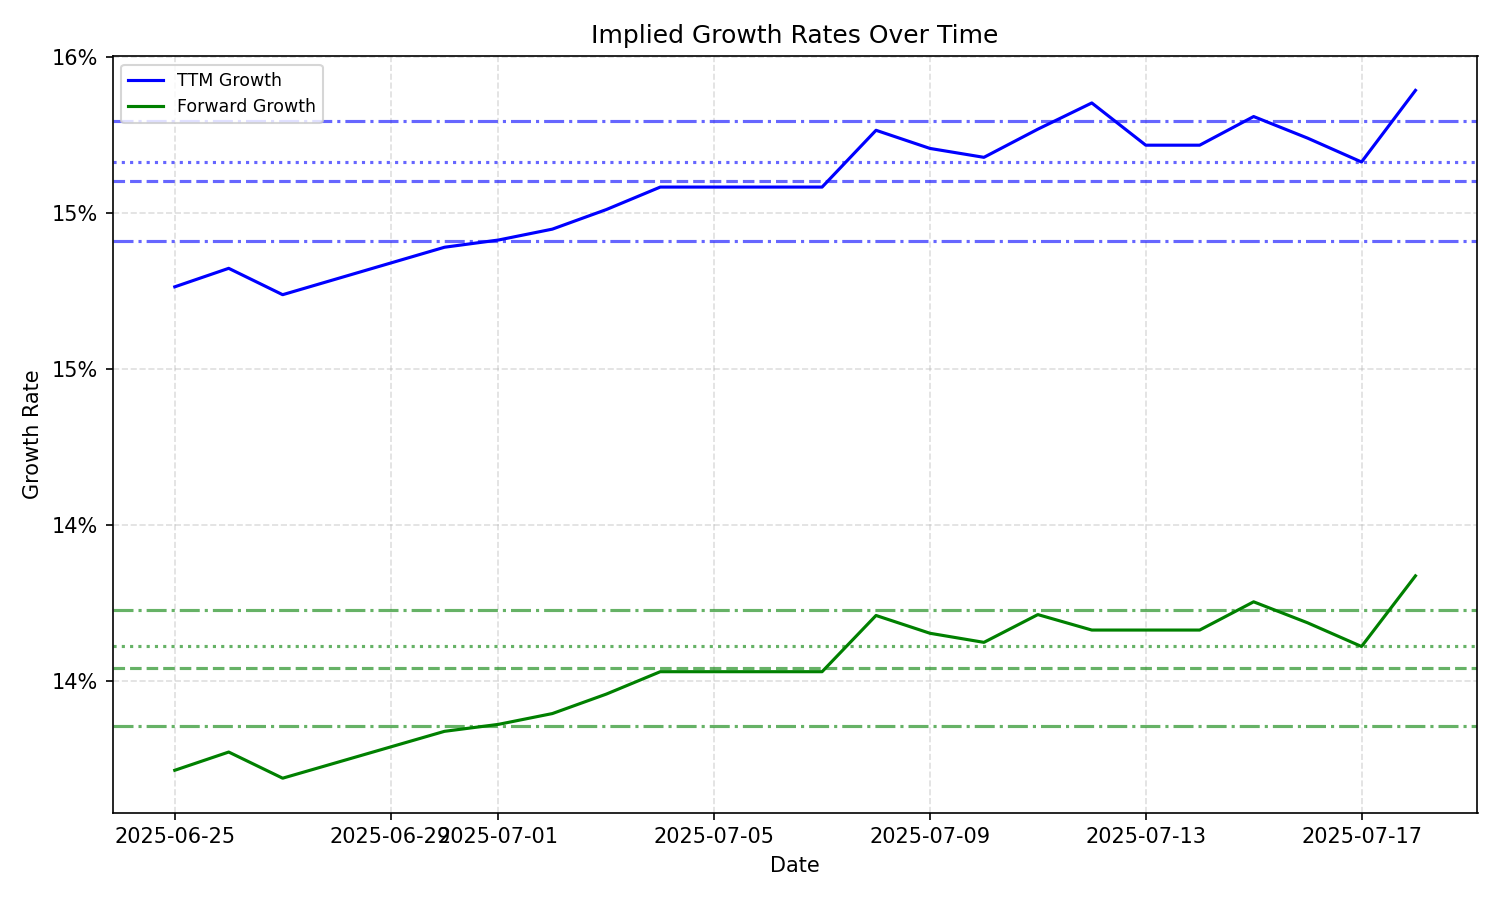 Implied Growth Rates Over Time
TTM Growth
Forward Growth
16%
15%
15%
14%
14%
Growth Rate
2025-06-25
2025-06-29
2025-07-01
2025-07-05
2025-07-09
2025-07-13
2025-07-17
Date